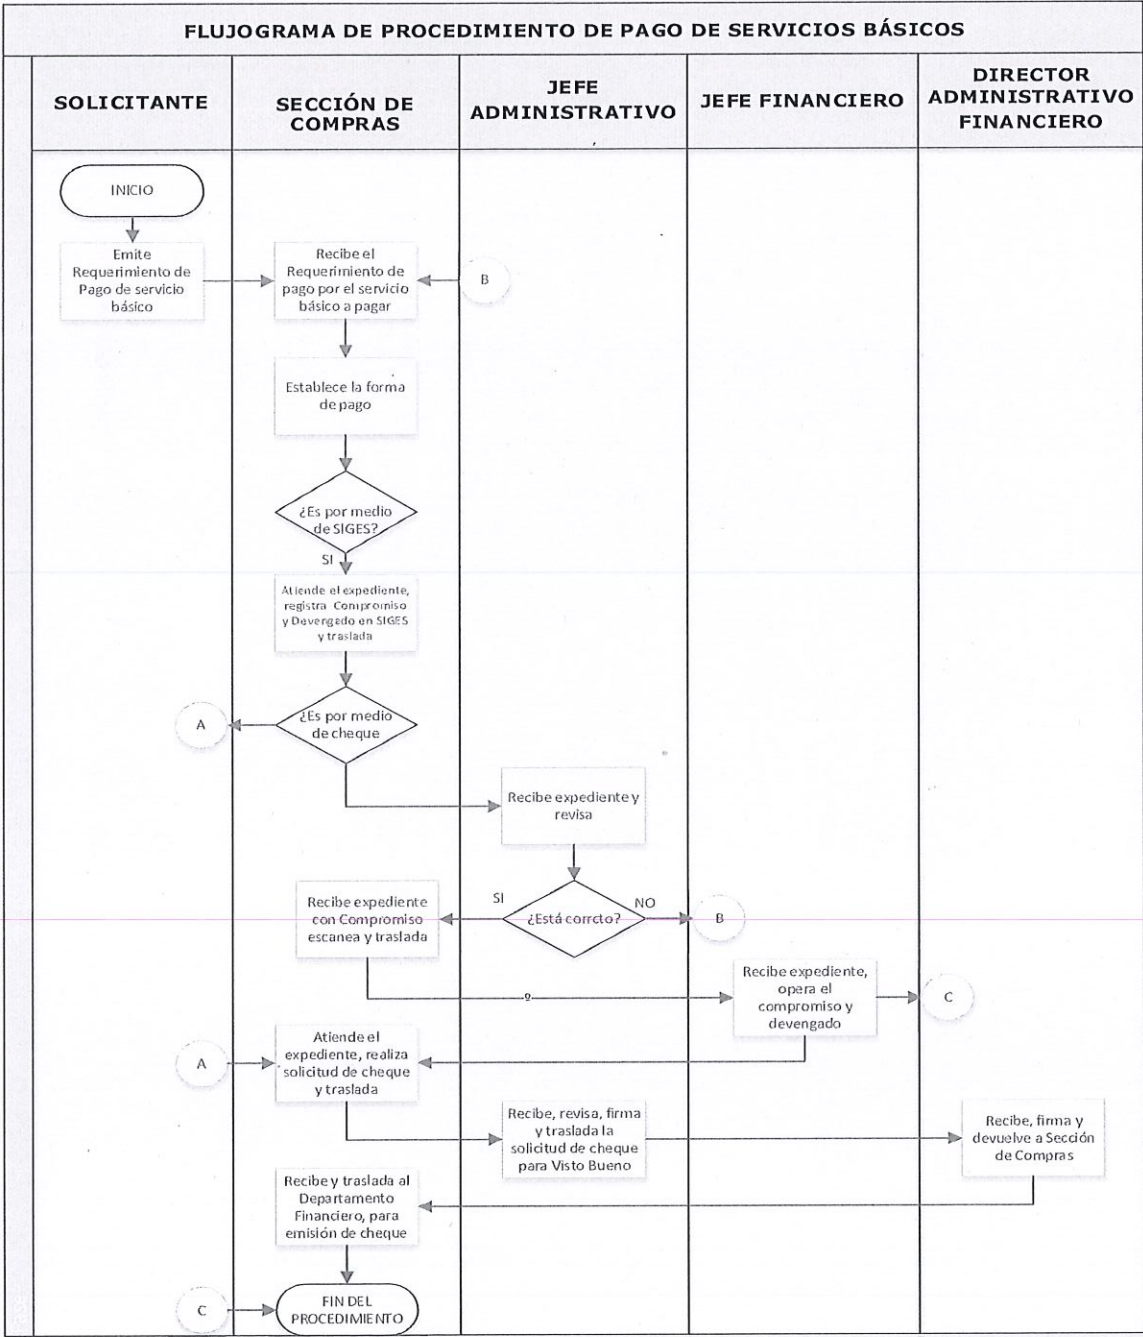 FLUJOGRAMA DE PROCEDIMIENTO DE PAGO DE SERVICIOS BÁSICOS
SOLICITANTE
SECCIÓN DE
COMPRAS
JEFE
ADMINISTRATIVO
JEFE FINANCIERO
DIRECTOR
ADMINISTRATIVO
FINANCIERO
INICIO
Emite
Requerimiento de
Pago de servicio
básico
Recibe el
Requerimiento de
pago por el servicio
básico a pagar
B
Establece la forma
de pago
¿Es por medio
de SIGES?
SI
Atiende el expediente,
registra Compromiso
y Devengado en SIGES
y traslada
¿Es por medio
de cheque
A
Recibe expediente y
revisa
Recibe expediente
con Compromiso
escanea y traslada
SI
¿Está corrcto?
NO
B
Recibe expediente,
opera el
compromiso y
devengado
C
A
Atiende el
expediente, realiza
solicitud de cheque
y traslada
Recibe, revisa, firma
y traslada la
solicitud de cheque
para Visto Bueno
Recibe, firma y
devuelve a Sección
de Compras
Recibe y traslada al
Departamento
Financiero, para
emisión de cheque
C
FIN DEL
PROCEDIMIENTO